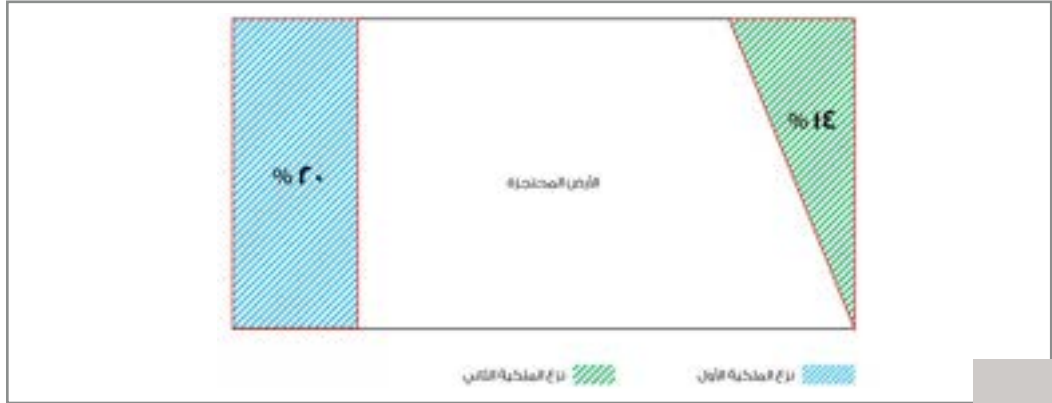 ١٤ %
٢٠ %
الأرض المحتجزة
نزع الملكية الأول
نزع الملكية الثاني